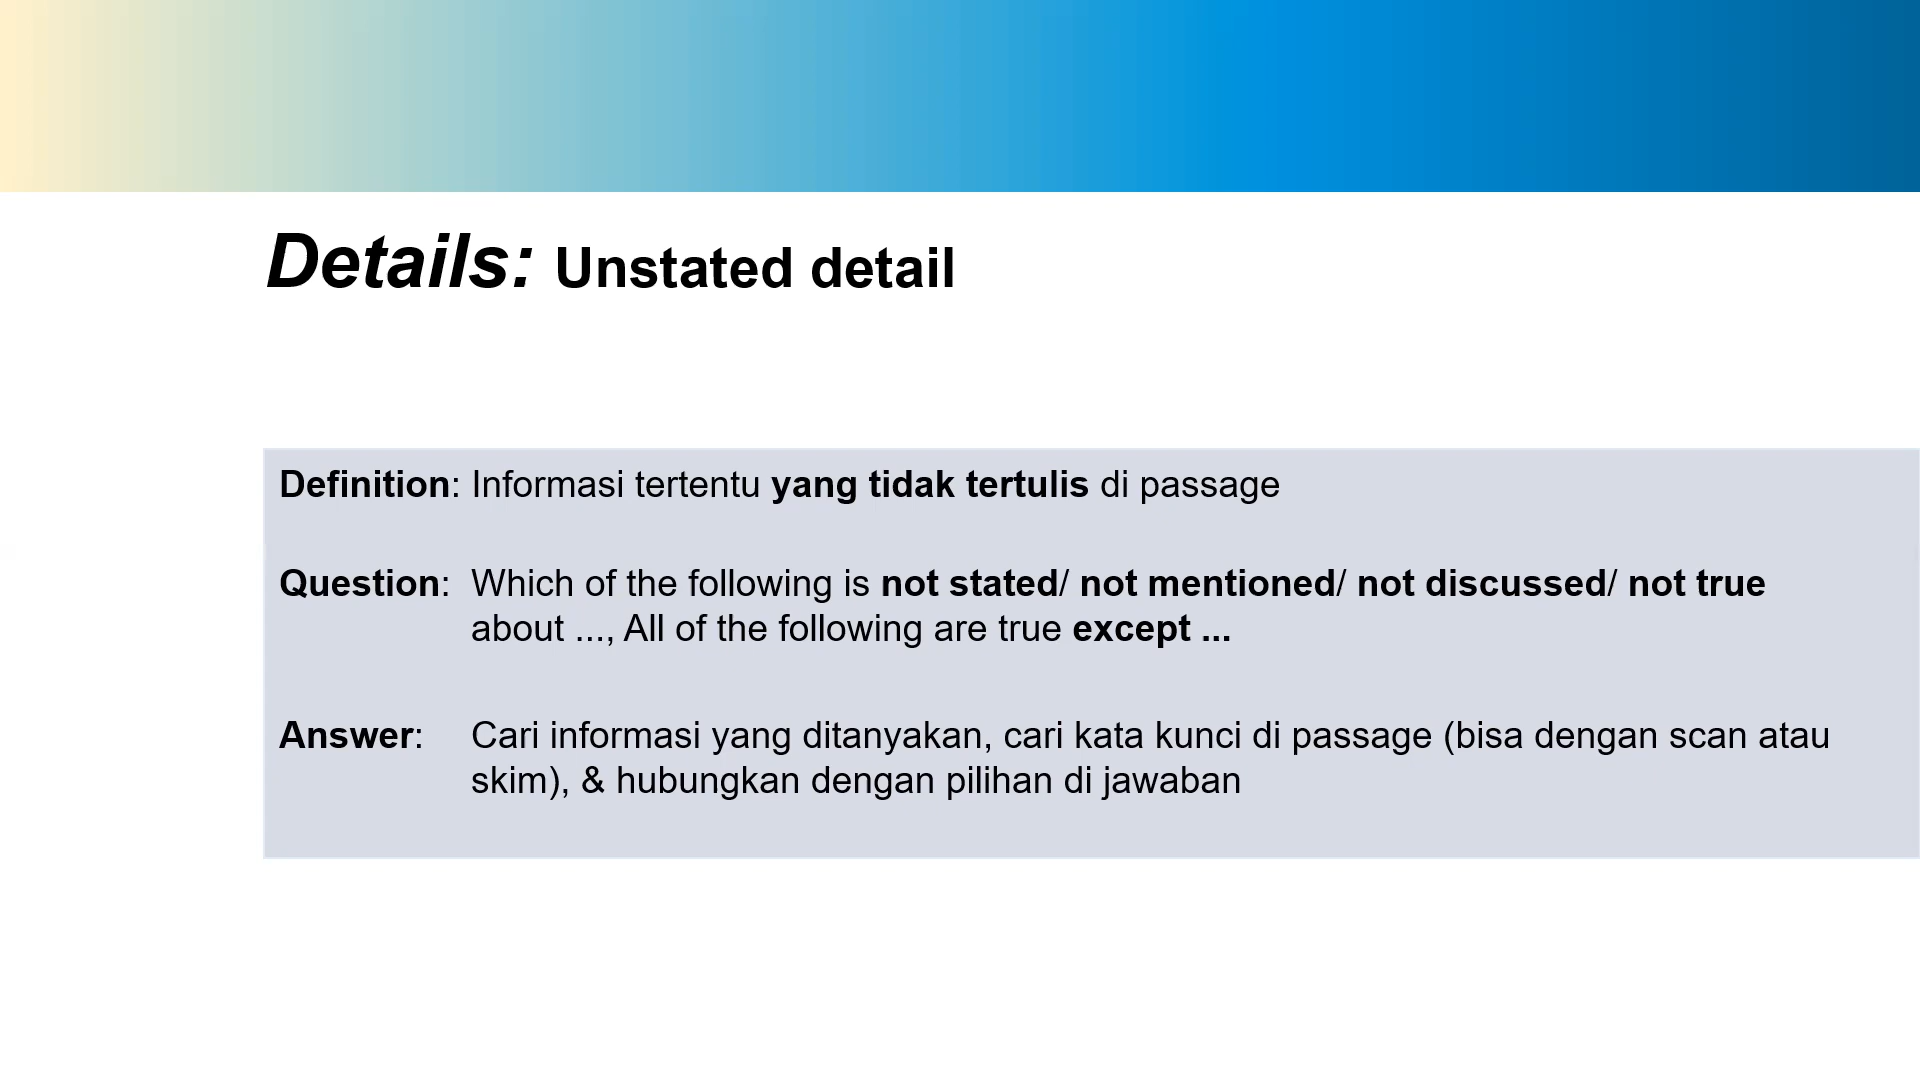 Details: Unstated detail
Definition: Informasi tertentu yang tidak tertulis di passage
Question: Which of the following is not stated/ not mentioned/ not discussed/ not true
about ..., All of the following are true except ...
Answer: Cari informasi yang ditanyakan, cari kata kunci di passage (bisa dengan scan atau
skim), & hubungkan dengan pilihan di jawaban